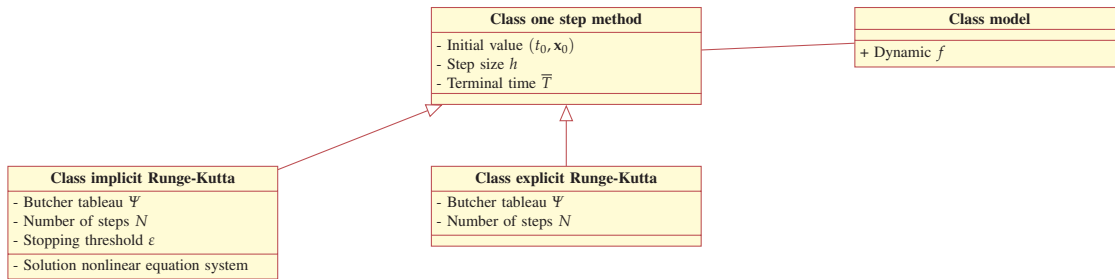 Class one step method
- Initial value (t₀, x₀)
- Step size h
- Terminal time T̅
Class model
+ Dynamic f
Class implicit Runge-Kutta
- Butcher tableau Ψ
- Number of steps N
- Stopping threshold ε
- Solution nonlinear equation system
Class explicit Runge-Kutta
- Butcher tableau Ψ
- Number of steps N